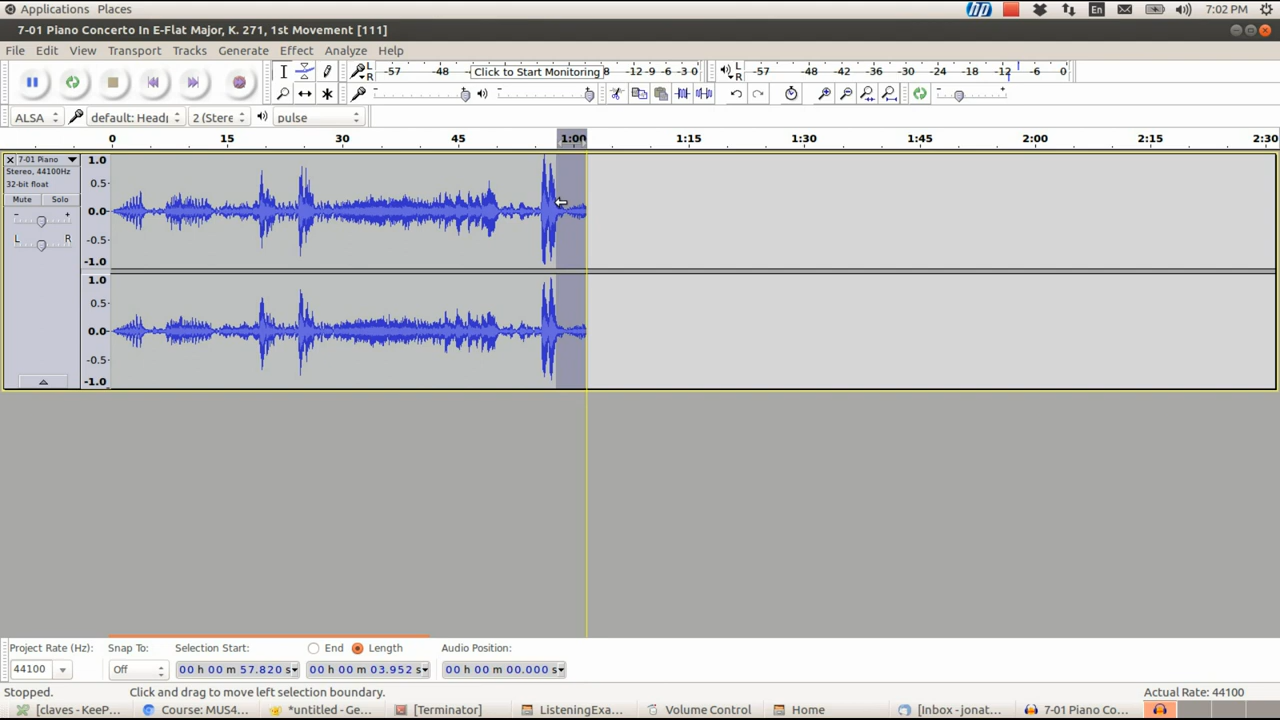 Applications Places En 7:02 PM
7-01 Piano Concerto In E-Flat Major, K. 271, 1st Movement [111]
File Edit View Transport Tracks Generate Effect Analyze Help
L R -57 -48 Click to Start Monitoring -12 -9 -6 -3 0 L R -57 -48 -42 -36 -30 -24 -18 -12 -6 0
ALSA default: Headp 2 (Stere pulse
0 15 30 45 1:00 1:15 1:30 1:45 2:00 2:15 2:30
7-01 Piano
Stereo, 44100Hz
32-bit float
Mute Solo
- +
L R
1.0
0.5
0.0
-0.5
-1.0
1.0
0.5
0.0
-0.5
-1.0
Project Rate (Hz): Snap To: Selection Start: End Length Audio Position:
44100 Off 00 h 00 m 57.820 s 00 h 00 m 03.952 s 00 h 00 m 00.000 s
Stopped. Click and drag to move left selection boundary. Actual Rate: 44100
[claves - KeeP... Course: MUS4... *untitled - Ge... [Terminator] ListeningExa... Volume Control Home [Inbox - jonat... 7-01 Piano Co...